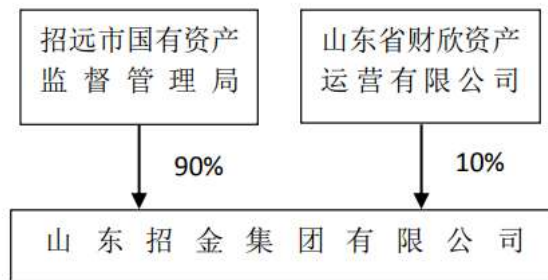 招远市国有资产
监督管理局
山东省财欣资产
运营有限公司
90%
10%
山东招金集团有限公司